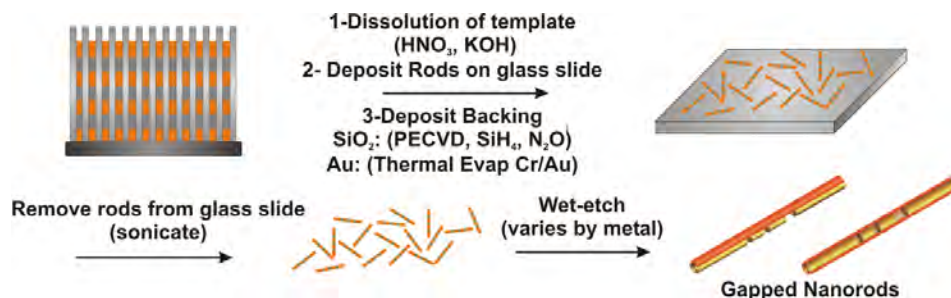 1-Dissolution of template
(HNO₃, KOH)
2- Deposit Rods on glass slide
3-Deposit Backing
SiO₂: (PECVD, SiH₄, N₂O)
Au: (Thermal Evap Cr/Au)
Remove rods from glass slide
(sonicate)
Wet-etch
(varies by metal)
Gapped Nanorods